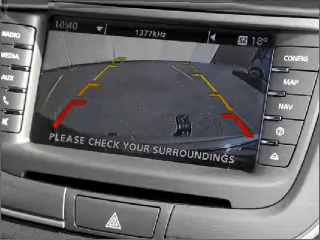 10:40 1377kHz 18°
RADIO
MEDIA
AUX
CONFIG
MAP
NAV
PLEASE CHECK YOUR SURROUNDINGS